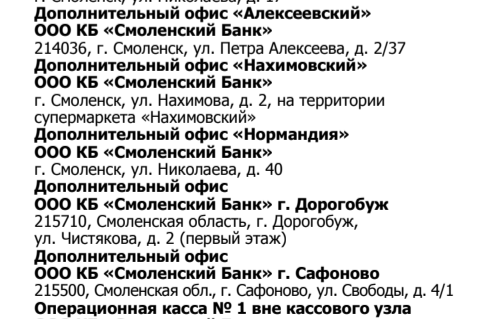 Дополнительный офис «Алексеевский»
ООО КБ «Смоленский Банк»
214036, г. Смоленск, ул. Петра Алексеева, д. 2/37
Дополнительный офис «Нахимовский»
ООО КБ «Смоленский Банк»
г. Смоленск, ул. Нахимова, д. 2, на территории
супермаркета «Нахимовский»
Дополнительный офис «Нормандия»
ООО КБ «Смоленский Банк»
г. Смоленск, ул. Николаева, д. 40
Дополнительный офис
ООО КБ «Смоленский Банк» г. Дорогобуж
215710, Смоленская область, г. Дорогобуж,
ул. Чистякова, д. 2 (первый этаж)
Дополнительный офис
ООО КБ «Смоленский Банк» г. Сафоново
215500, Смоленская обл., г. Сафоново, ул. Свободы, д. 4/1
Операционная касса № 1 вне кассового узла